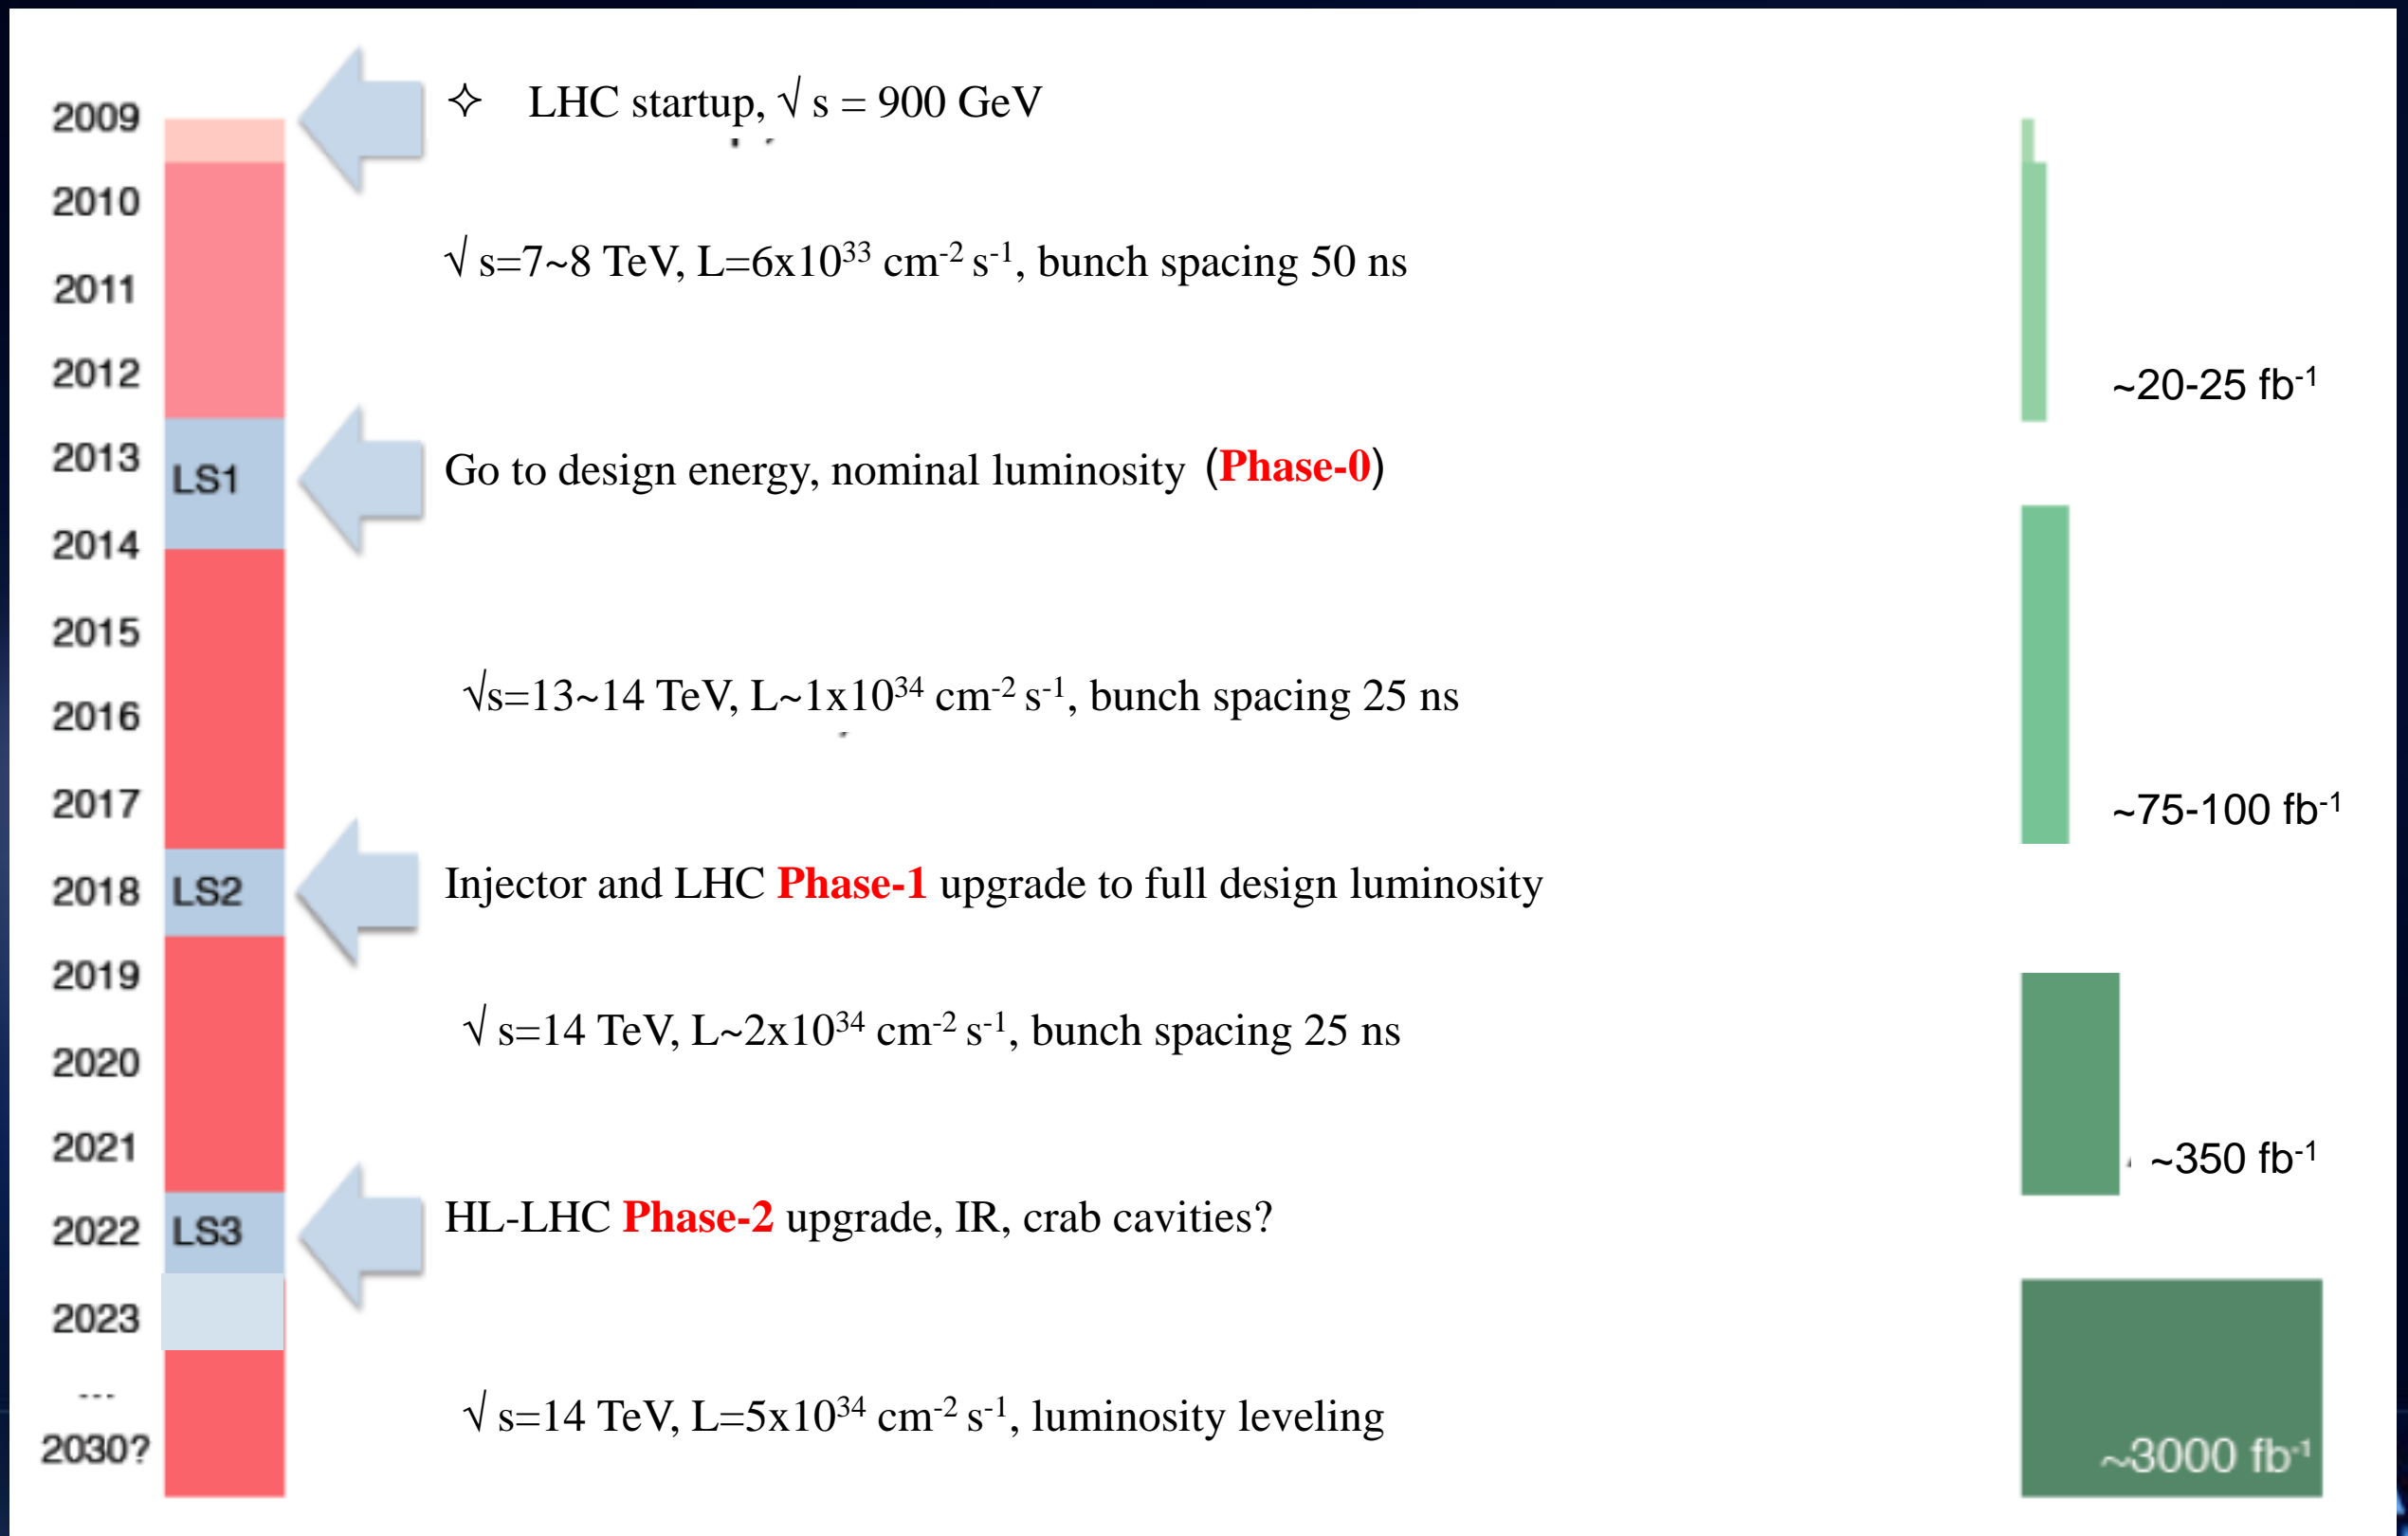 2009
✧ LHC startup, √ s = 900 GeV
2010
√ s=7~8 TeV, L=6x10³³ cm⁻² s⁻¹, bunch spacing 50 ns
2011
2012
~20-25 fb⁻¹
2013
LS1
Go to design energy, nominal luminosity (Phase-0)
2014
2015
√s=13~14 TeV, L~1x10³⁴ cm⁻² s⁻¹, bunch spacing 25 ns
2016
2017
~75-100 fb⁻¹
2018
LS2
Injector and LHC Phase-1 upgrade to full design luminosity
2019
√ s=14 TeV, L~2x10³⁴ cm⁻² s⁻¹, bunch spacing 25 ns
2020
2021
~350 fb⁻¹
2022
LS3
HL-LHC Phase-2 upgrade, IR, crab cavities?
2023
---
√ s=14 TeV, L=5x10³⁴ cm⁻² s⁻¹, luminosity leveling
2030?
~3000 fb⁻¹